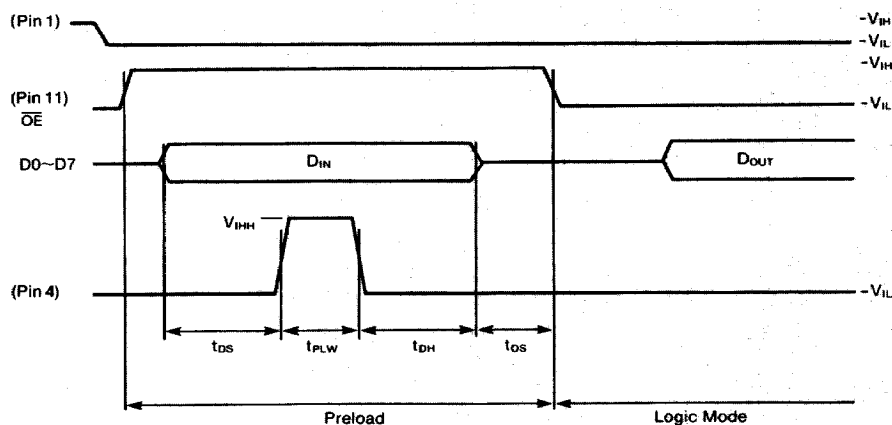 (Pin 1)
-VIH
-VIL
-VIH
(Pin 11)
OE
-VIL
D0~D7
DIN
DOUT
VIHH
(Pin 4)
-VIL
tDS
tPLW
tDH
tOS
Preload
Logic Mode